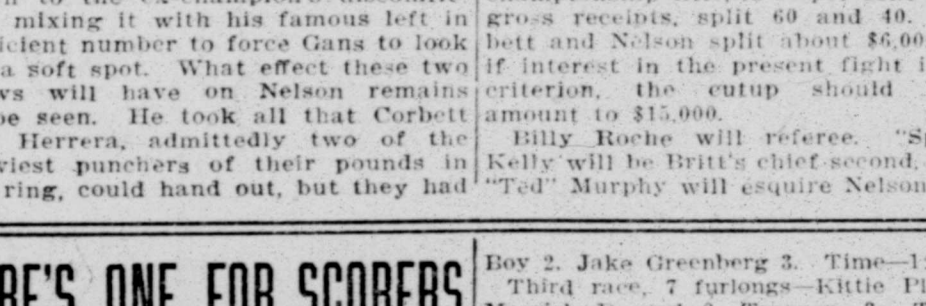 mixing it with his famous left in
icient number to force Gans to look
a soft spot. What effect these two
ws will have on Nelson remains
be seen. He took all that Corbett
Herrera, admittedly two of the
viest punchers of their pounds in
ring, could hand out, but they had
gross receipts, split 60 and 40.
bett and Nelson split about $6,00
if interest in the present fight i
criterion, the cutup should
amount to $15,000.
Billy Roche will referee. "Sp
Kelly will be Britt's chief second,
"Ted" Murphy will esquire Nelson
RE'S ONE FOR SCORERS
Boy 2. Jake Greenberg 3. Time—1:
Third race, 7 furlongs—Kittie Pl